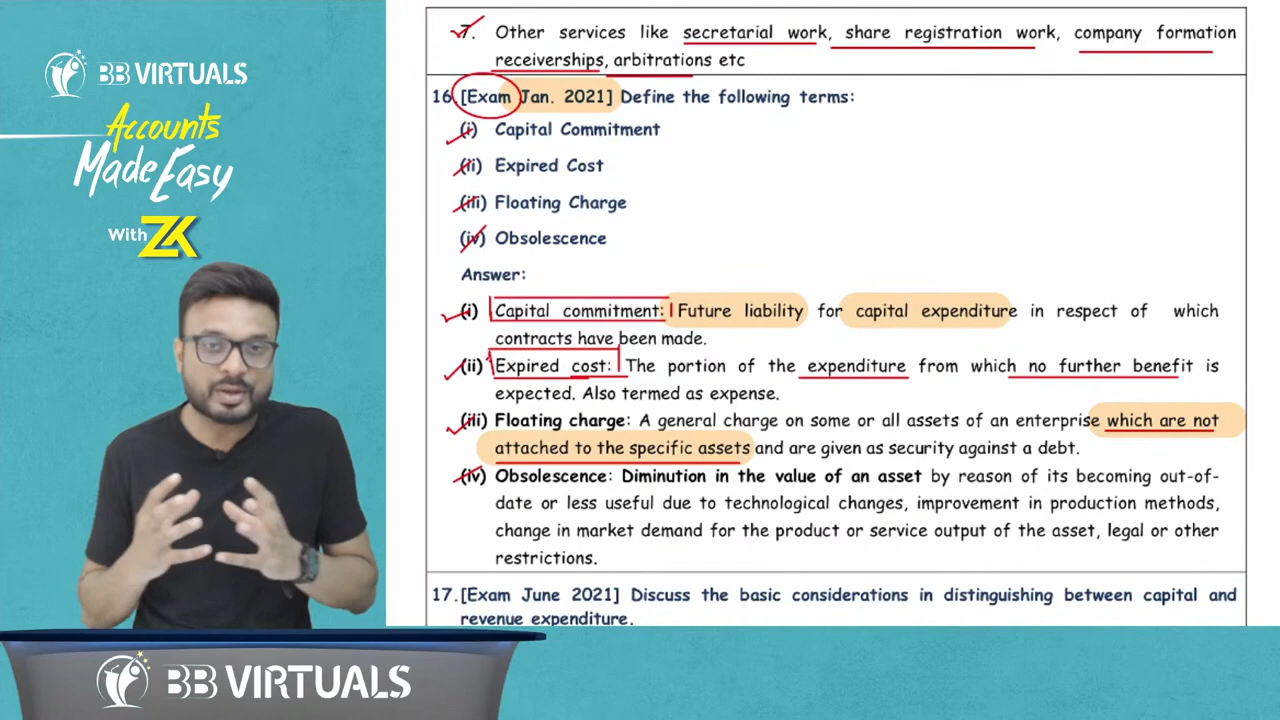 BB VIRTUALS
Accounts
Made Easy
With ZK
7. Other services like secretarial work, share registration work, company formation
receiverships, arbitrations etc
16. [Exam Jan. 2021] Define the following terms:
(i) Capital Commitment
(ii) Expired Cost
(iii) Floating Charge
(iv) Obsolescence
Answer:
(i) Capital commitment: Future liability for capital expenditure in respect of which
contracts have been made.
(ii) Expired cost: The portion of the expenditure from which no further benefit is
expected. Also termed as expense.
(iii) Floating charge: A general charge on some or all assets of an enterprise which are not
attached to the specific assets and are given as security against a debt.
(iv) Obsolescence: Diminution in the value of an asset by reason of its becoming out-of-
date or less useful due to technological changes, improvement in production methods,
change in market demand for the product or service output of the asset, legal or other
restrictions.
17. [Exam June 2021] Discuss the basic considerations in distinguishing between capital and
revenue expenditure.
BB VIRTUALS